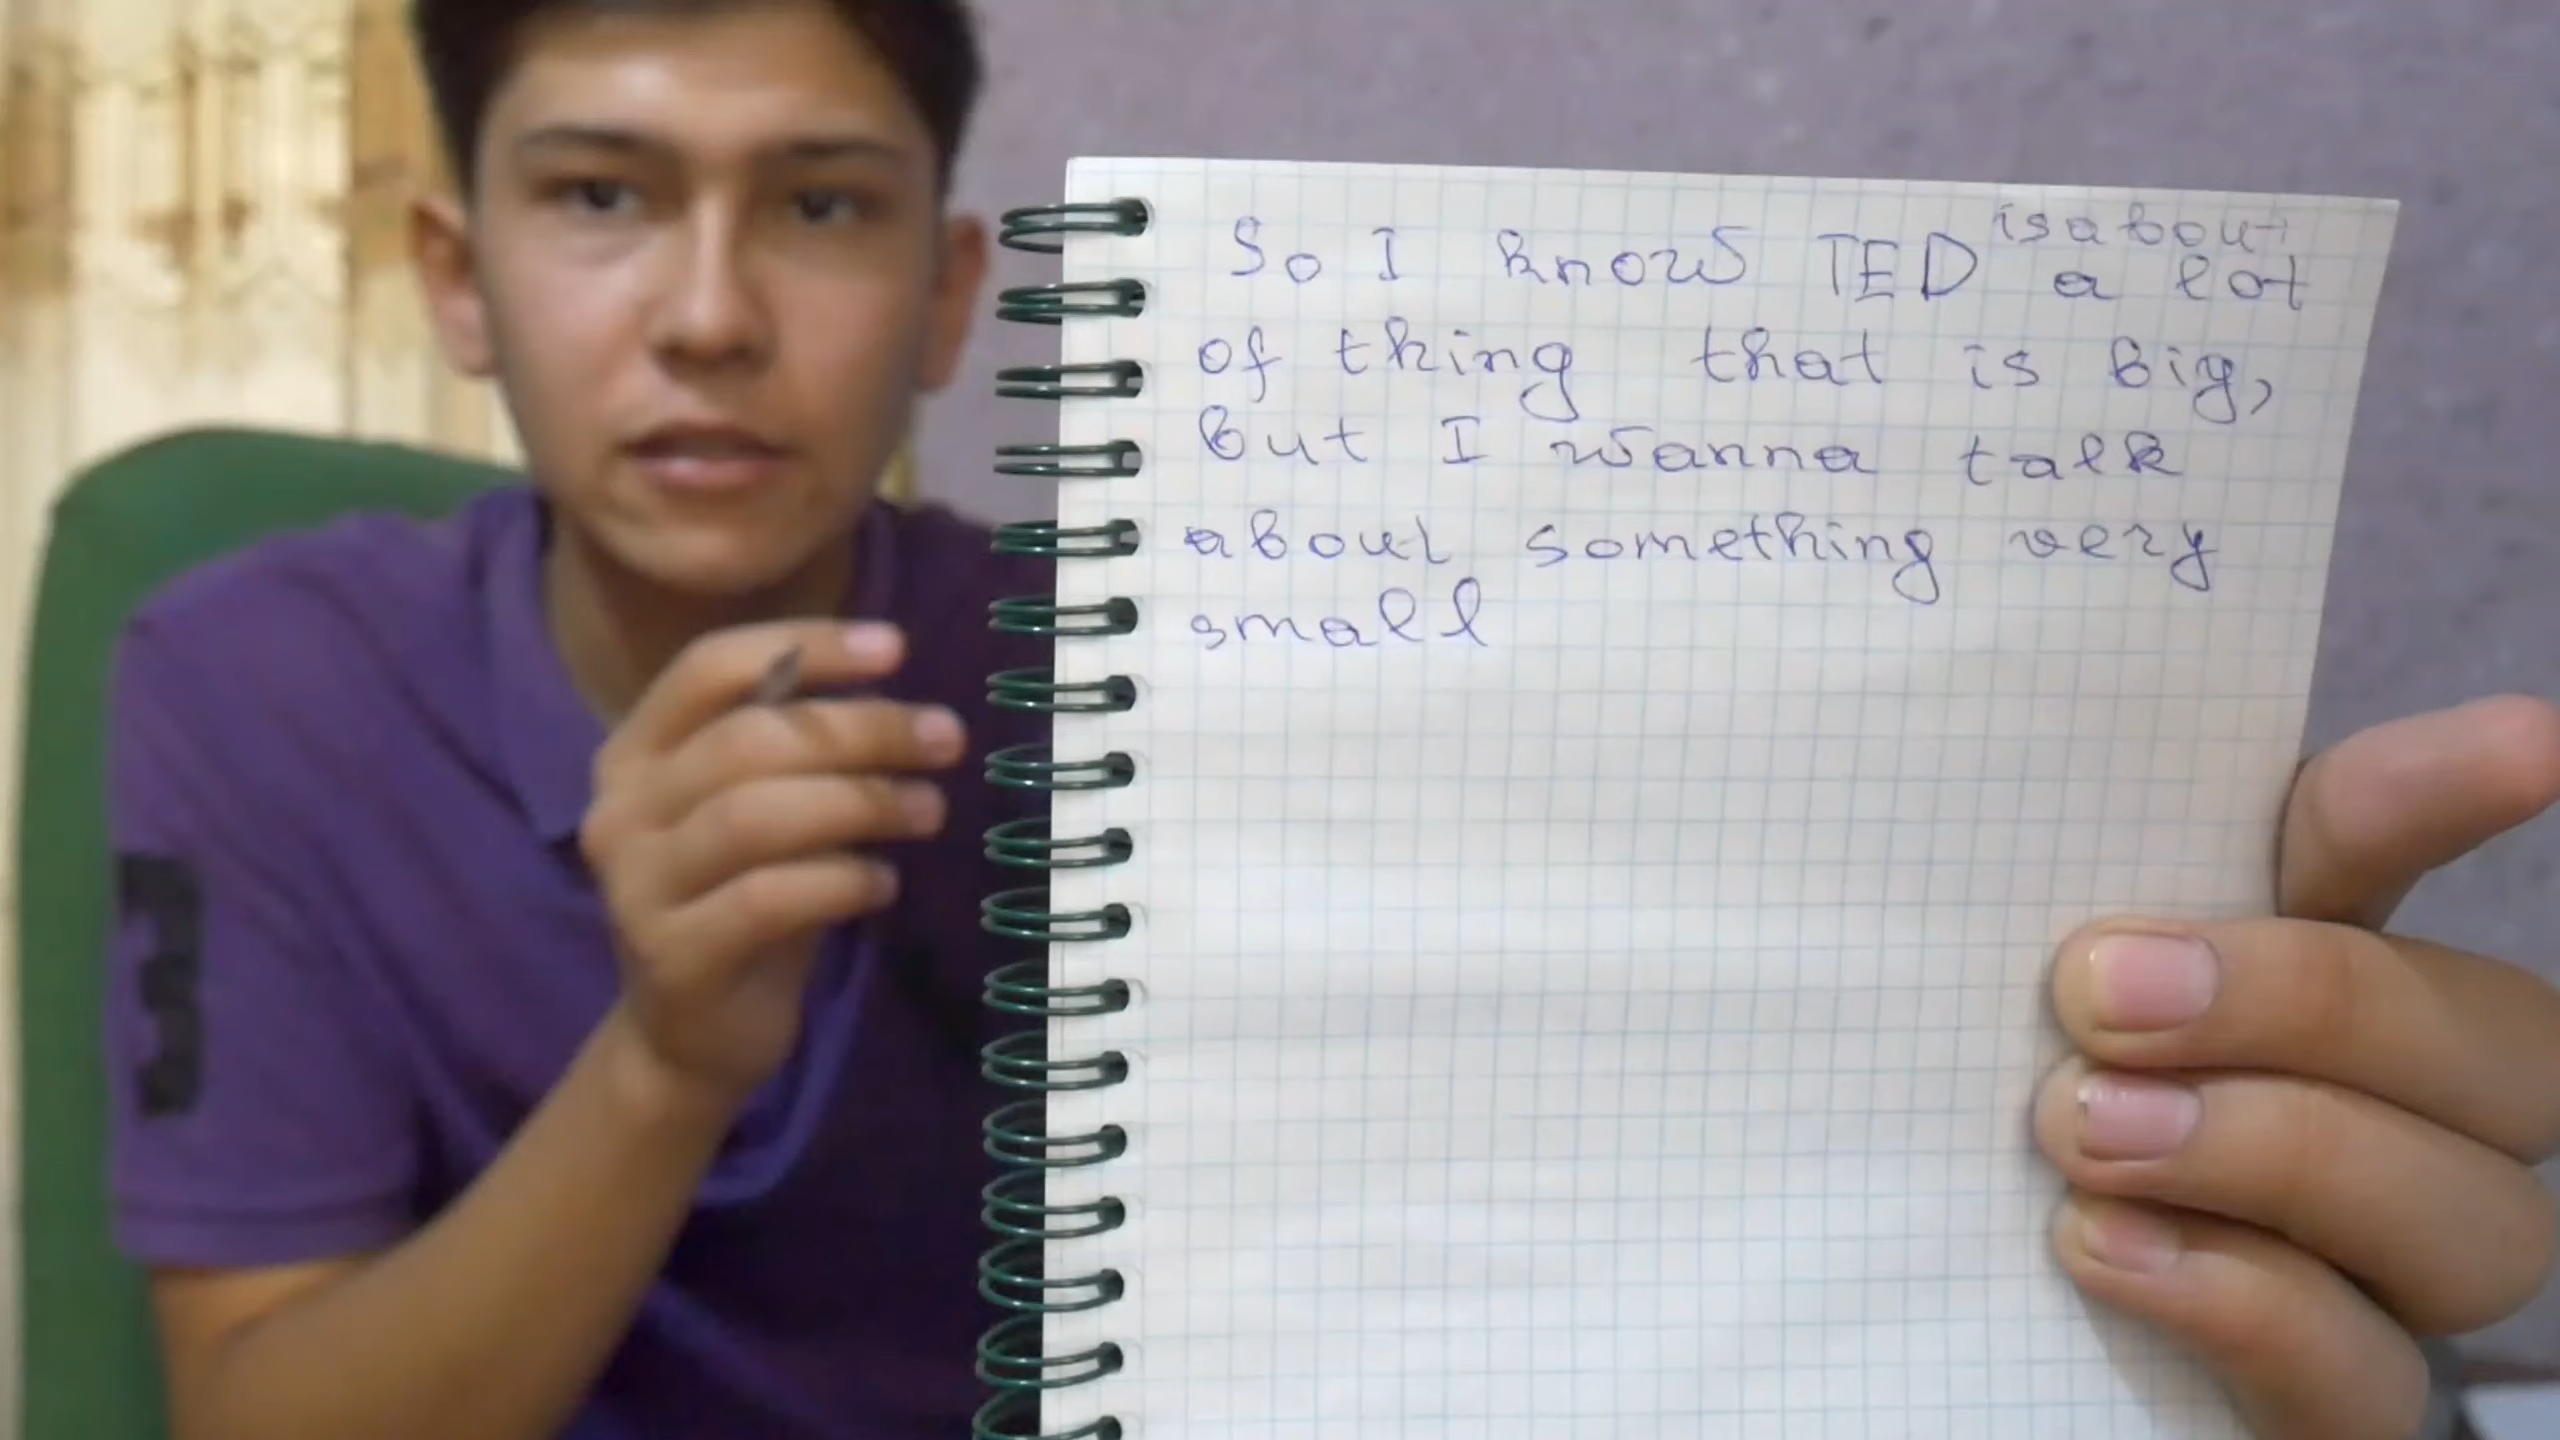 So I know TED is about a lot
of thing that is big,
but I wanna talk
about something very
small